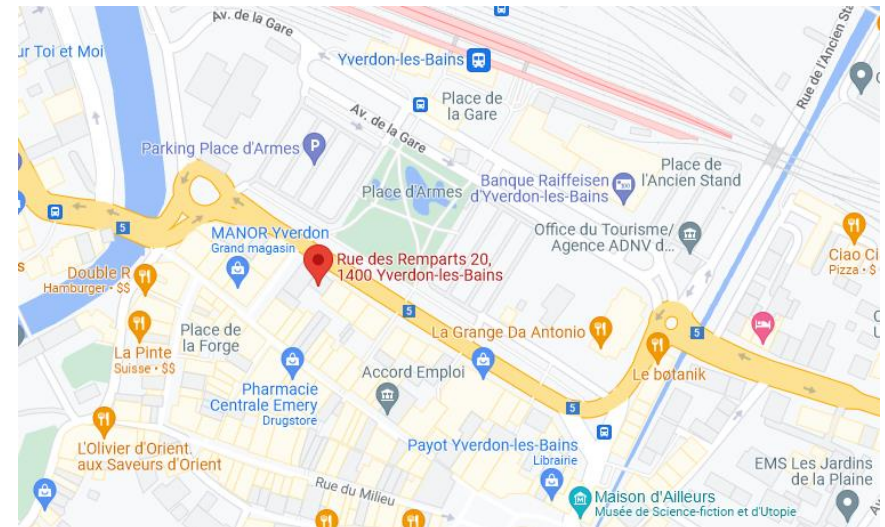 Av. de la Gare
ur Toi et Moi
Yverdon-les-Bains
Place de
la Gare
Rue de l'Ancien Sta
Av. de la Gare
Parking Place d'Armes
P
Place d'Armes
Banque Raiffeisen
d'Yverdon-les-Bains
Place de
l'Ancien Stand
5
MANOR Yverdon
Grand magasin
Office du Tourisme/
Agence ADNV d...
Rue des Remparts 20,
1400 Yverdon-les-Bains
Ciao Ci
Pizza • $
s
Double R
Hamburger • $$
5
La Grange Da Antonio
5
Place de
la Forge
La Pinte
Suisse • $$
Accord Emploi
Le bøtanik
Pharmacie
Centrale Emery
Drugstore
5
L'Olivier d'Orient.
aux Saveurs d'Orient
Payot Yverdon-les-Bains
Librairie
EMS Les Jardins
de la Plaine
Rue du Milieu
Maison d'Ailleurs
Musée de Science-fiction et d'Utopie